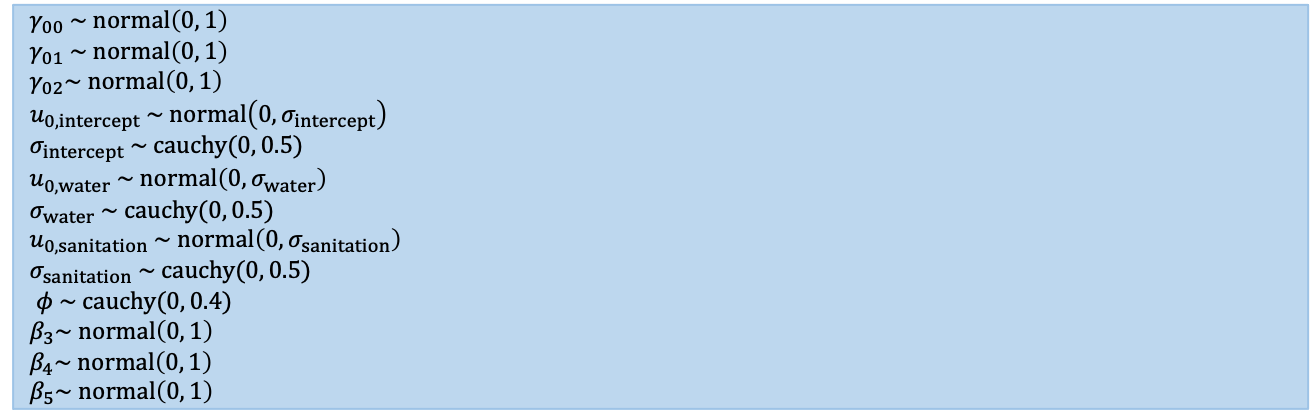 γ₀₀ ~ normal(0, 1)
γ₀₁ ~ normal(0, 1)
γ₀₂~ normal(0, 1)
u₀,intercept ~ normal(0, σintercept)
σintercept ~ cauchy(0, 0.5)
u₀,water ~ normal(0, σwater)
σwater ~ cauchy(0, 0.5)
u₀,sanitation ~ normal(0, σsanitation)
σsanitation ~ cauchy(0, 0.5)
ϕ ~ cauchy(0, 0.4)
β₃~ normal(0, 1)
β₄~ normal(0, 1)
β₅~ normal(0, 1)